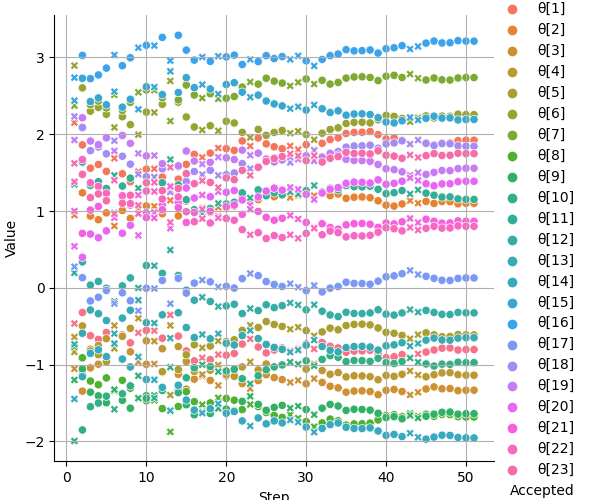 3
2
1
0
−1
−2
Value
0
10
20
30
40
50
Step
θ[1]
θ[2]
θ[3]
θ[4]
θ[5]
θ[6]
θ[7]
θ[8]
θ[9]
θ[10]
θ[11]
θ[12]
θ[13]
θ[14]
θ[15]
θ[16]
θ[17]
θ[18]
θ[19]
θ[20]
θ[21]
θ[22]
θ[23]
Accepted